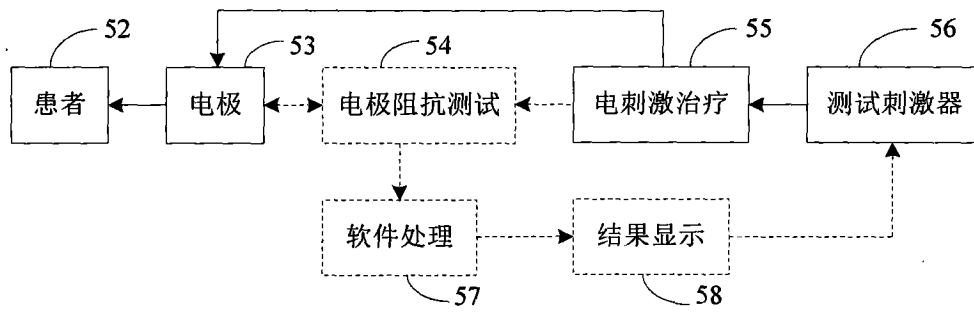 52
53
54
55
56
患者
电极
电极阻抗测试
电刺激治疗
测试刺激器
软件处理
结果显示
57
58